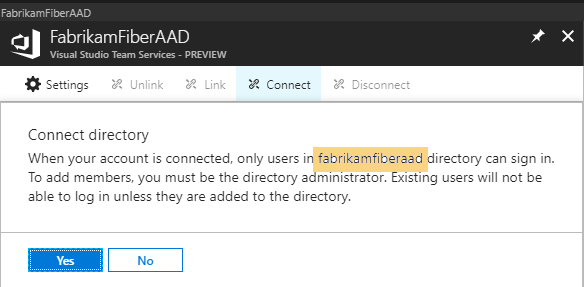 FabrikamFiberAAD
FabrikamFiberAAD
Visual Studio Team Services - PREVIEW
Settings Unlink Link Connect Disconnect
Connect directory
When your account is connected, only users in fabrikamfiberaad directory can sign in.
To add members, you must be the directory administrator. Existing users will not be
able to log in unless they are added to the directory.
Yes No